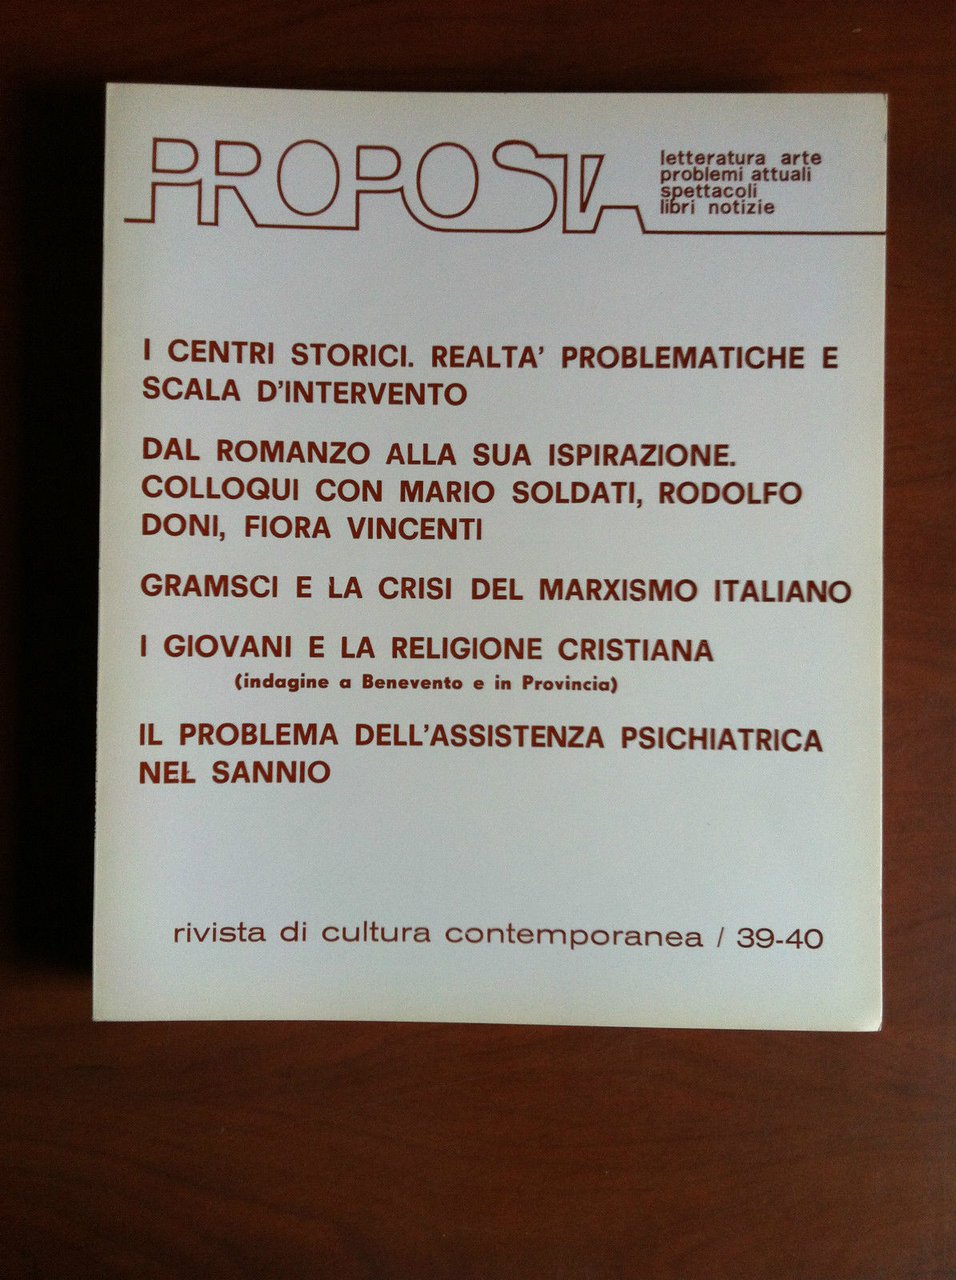 PROPOSTA
letteratura arte
problemi attuali
spettacoli
libri notizie
I CENTRI STORICI. REALTA' PROBLEMATICHE E
SCALA D'INTERVENTO
DAL ROMANZO ALLA SUA ISPIRAZIONE.
COLLOQUI CON MARIO SOLDATI, RODOLFO
DONI, FIORA VINCENTI
GRAMSCI E LA CRISI DEL MARXISMO ITALIANO
I GIOVANI E LA RELIGIONE CRISTIANA
(indagine a Benevento e in Provincia)
IL PROBLEMA DELL'ASSISTENZA PSICHIATRICA
NEL SANNIO
rivista di cultura contemporanea / 39-40